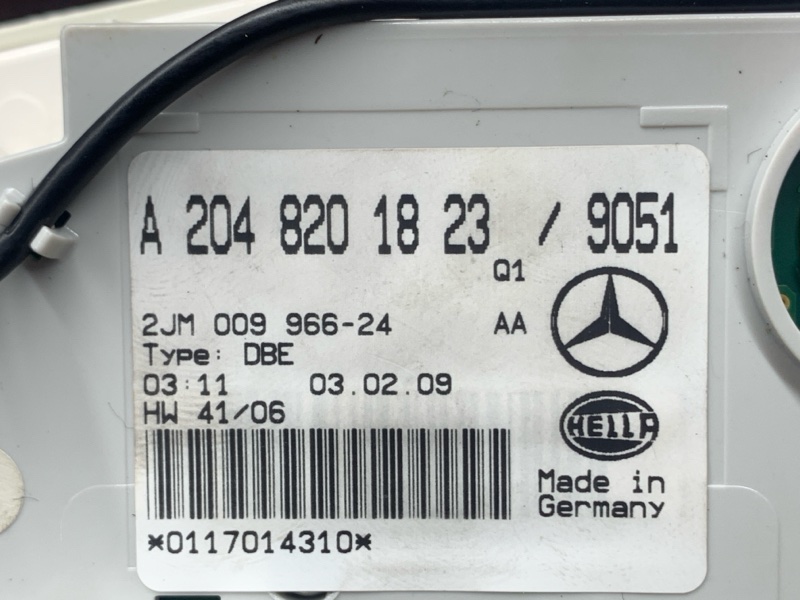 A 204 820 18 23 / 9051
Q1
2JM 009 966-24 AA
Type: DBE
03:11 03.02.09
HW 41/06
HELLA
Made in
Germany
*0117014310*